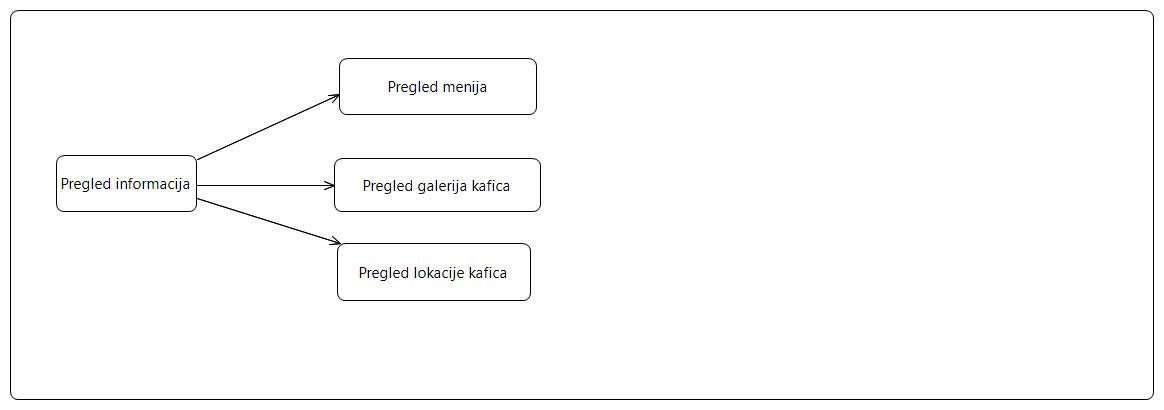 Pregled menija
Pregled informacija
Pregled galerija kafica
Pregled lokacije kafica